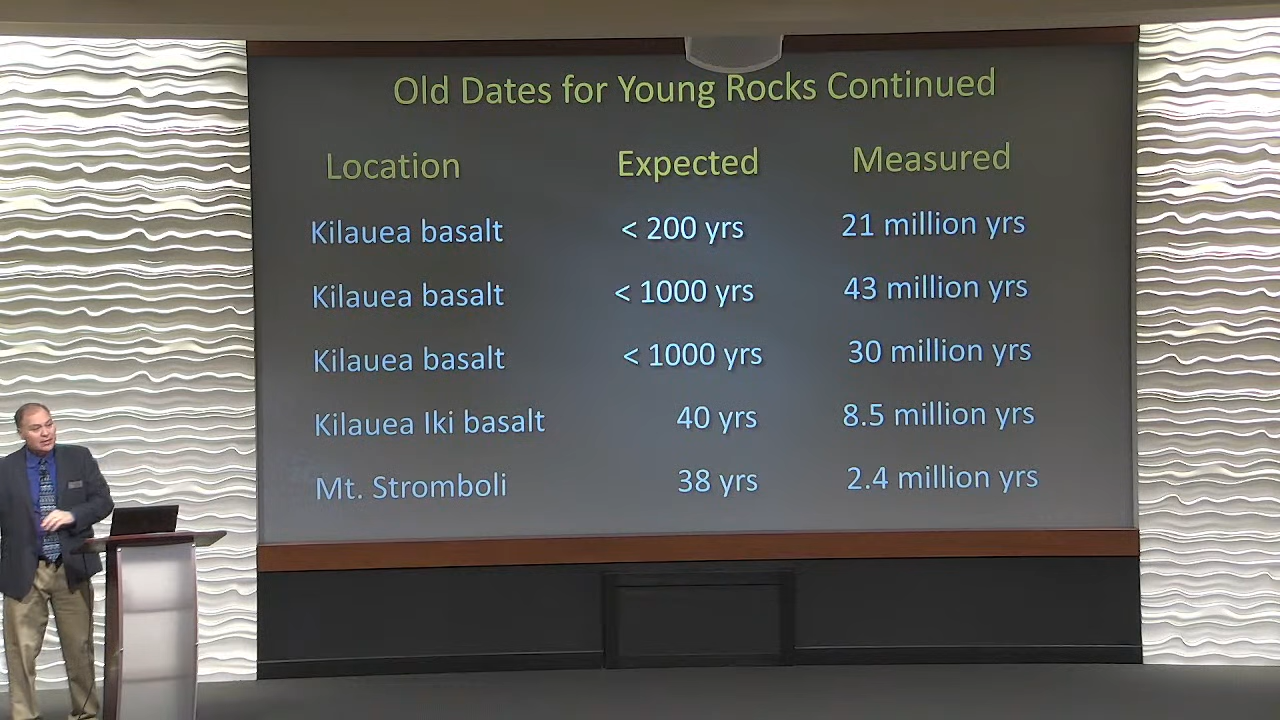 Old Dates for Young Rocks Continued
Location Expected Measured
Kilauea basalt < 200 yrs 21 million yrs
Kilauea basalt < 1000 yrs 43 million yrs
Kilauea basalt < 1000 yrs 30 million yrs
Kilauea Iki basalt 40 yrs 8.5 million yrs
Mt. Stromboli 38 yrs 2.4 million yrs